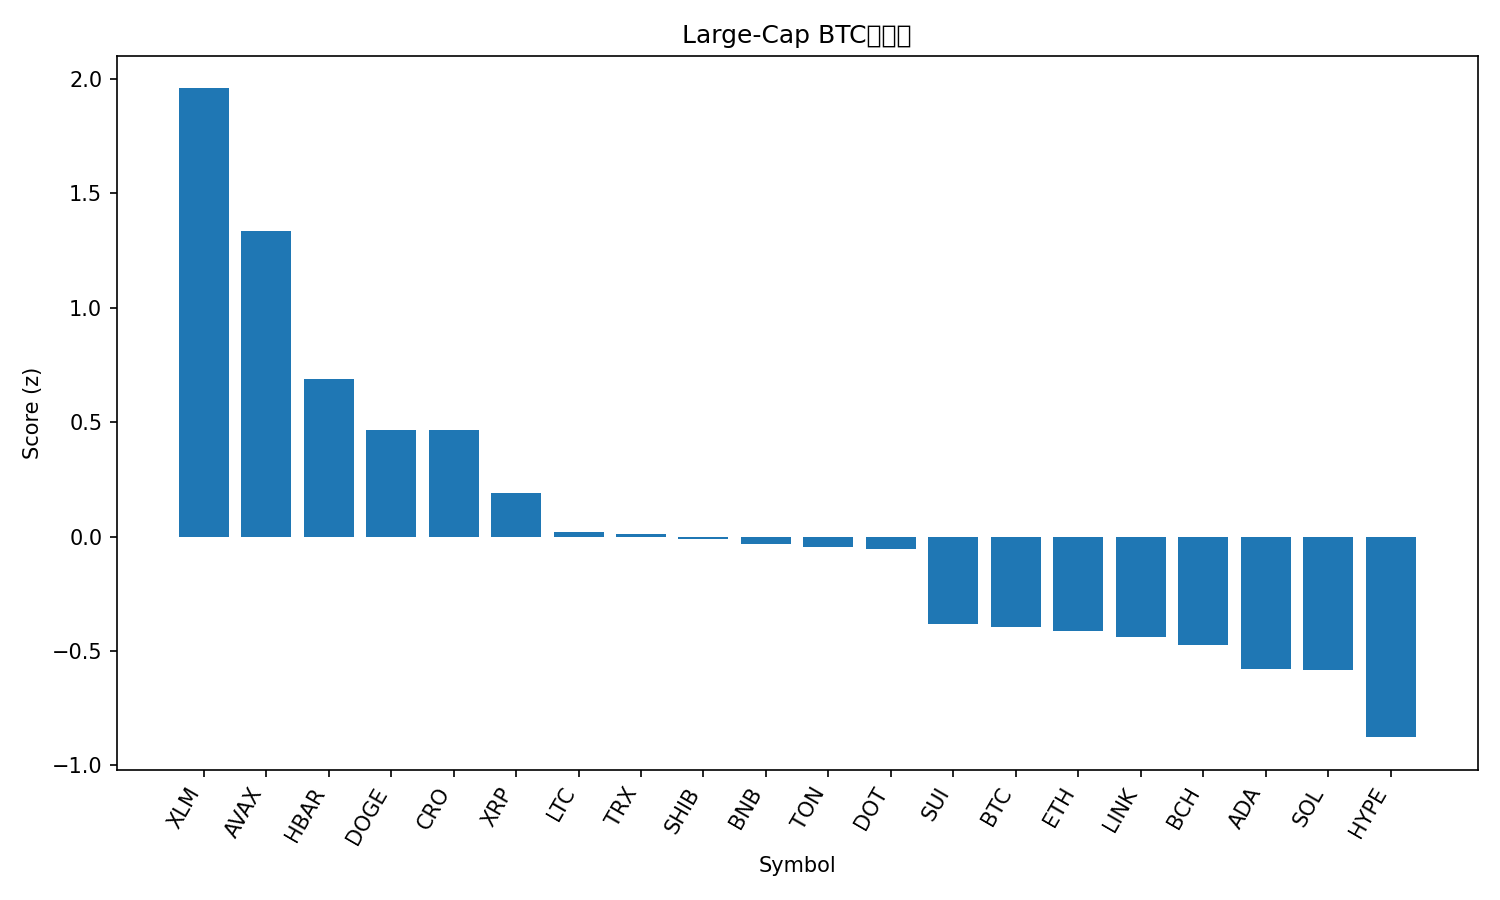 Large-Cap BTC
Score (z)
2.0
1.5
1.0
0.5
0.0
−0.5
−1.0
XLM
AVAX
HBAR
DOGE
CRO
XRP
LTC
TRX
SHIB
BNB
TON
DOT
SUI
BTC
ETH
LINK
BCH
ADA
SOL
HYPE
Symbol